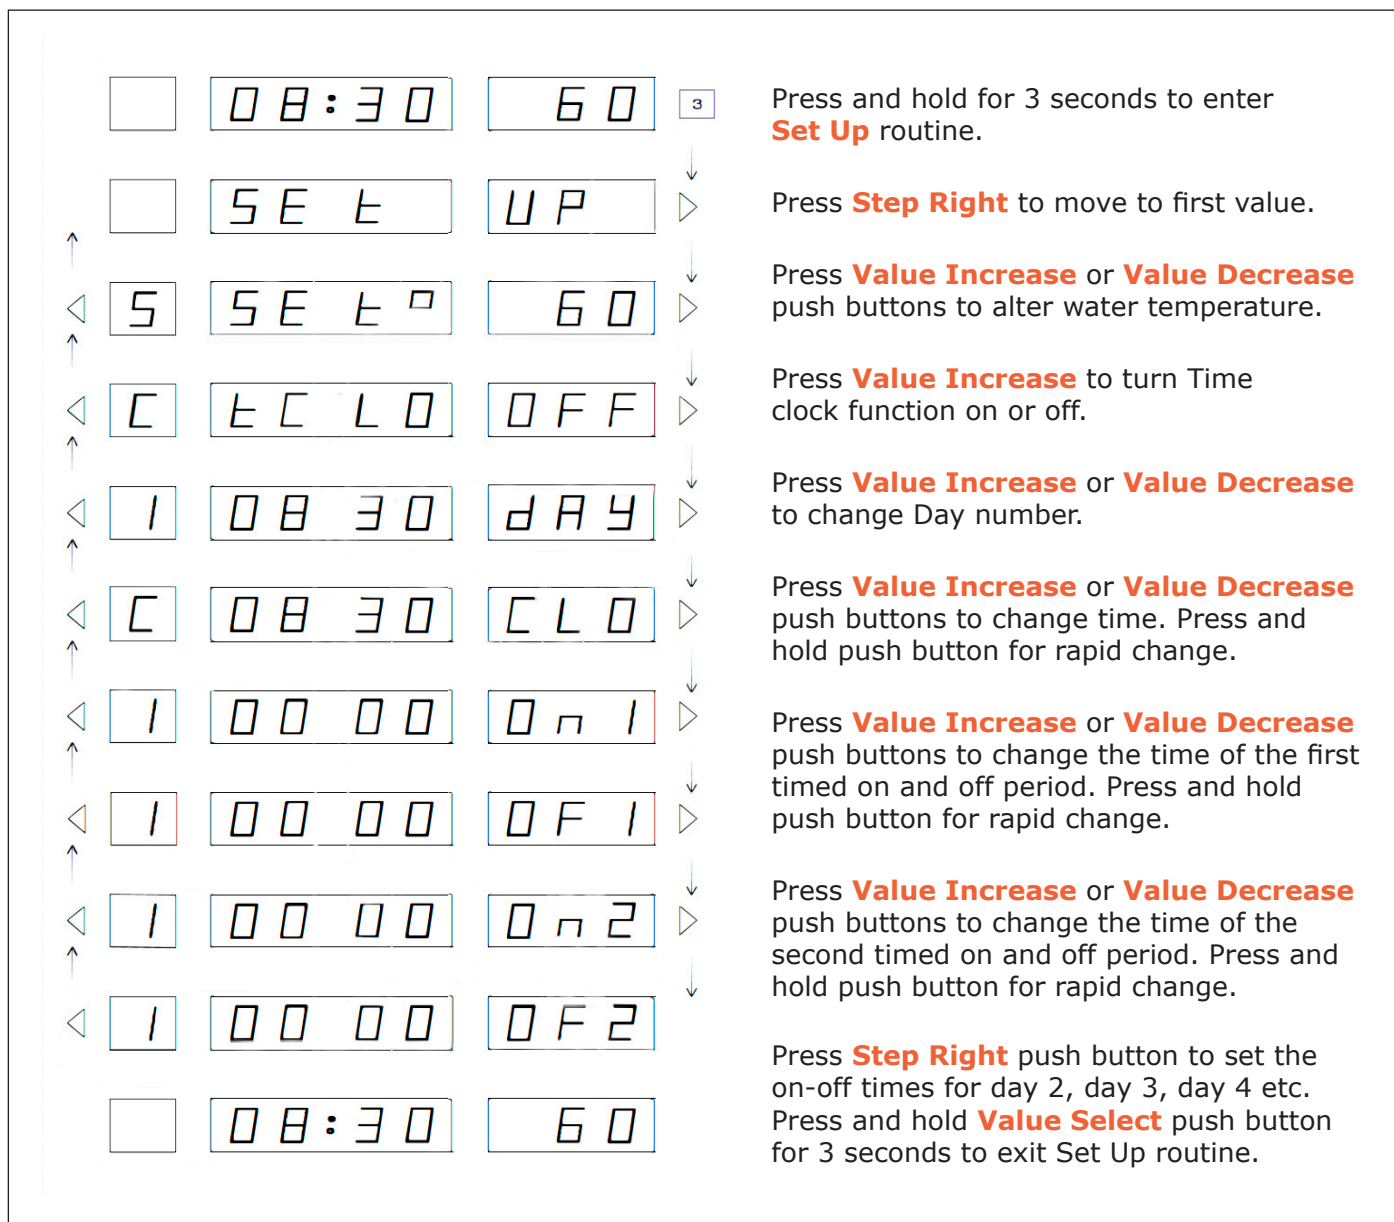 08:30 60 3
Press and hold for 3 seconds to enter
Set Up routine.
SEt UP
Press Step Right to move to first value.
S SEt° 60
Press Value Increase or Value Decrease
push buttons to alter water temperature.
C tCLO OFF
Press Value Increase to turn Time
clock function on or off.
1 08 30 dAY
Press Value Increase or Value Decrease
to change Day number.
C 08 30 CLO
Press Value Increase or Value Decrease
push buttons to change time. Press and
hold push button for rapid change.
1 00 00 On1
Press Value Increase or Value Decrease
push buttons to change the time of the first
timed on and off period. Press and hold
push button for rapid change.
1 00 00 OF1
1 00 00 On2
Press Value Increase or Value Decrease
push buttons to change the time of the
second timed on and off period. Press and
hold push button for rapid change.
1 00 00 OF2
Press Step Right push button to set the
on-off times for day 2, day 3, day 4 etc.
Press and hold Value Select push button
for 3 seconds to exit Set Up routine.
08:30 60